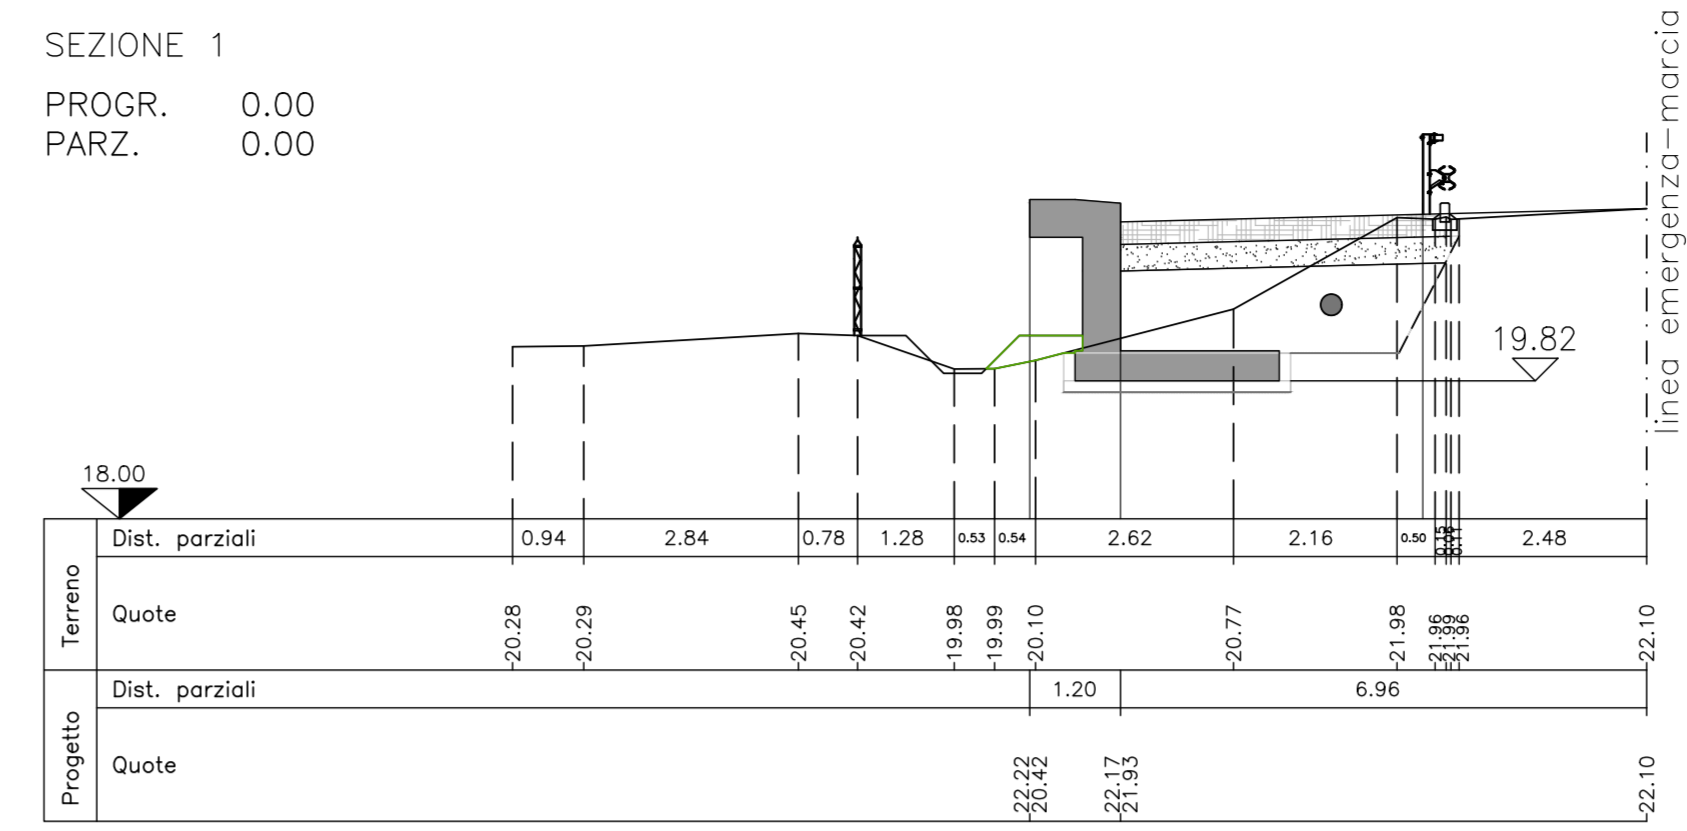 SEZIONE 1
PROGR. 0.00
PARZ. 0.00
linea emergenza-marcia
19.82
18.00
Terreno
Dist. parziali 0.94 2.84 0.78 1.28 0.53 0.54 2.62 2.16 0.50 0.15 0.11 2.48
Quote 20.28 20.29 20.45 20.42 19.98 19.99 20.10 20.77 21.98 21.96 21.99 21.96 22.10
Progetto
Dist. parziali 1.20 6.96
Quote 22.22 20.42 22.17 21.93 22.10